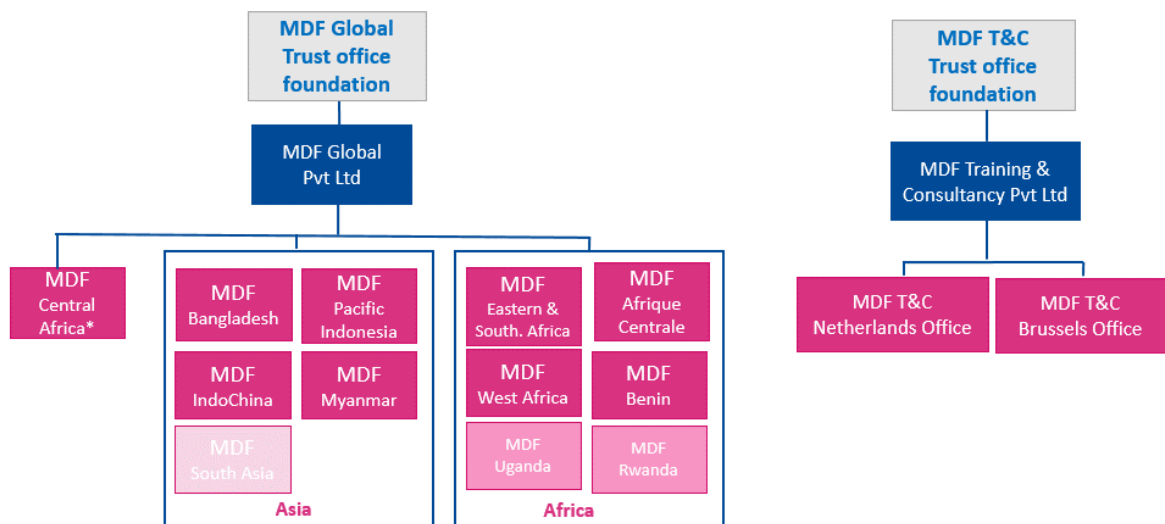 MDF Global
Trust office
foundation
MDF Global
Pvt Ltd
MDF
Central
Africa*
MDF
Bangladesh
MDF
Pacific
Indonesia
MDF
IndoChina
MDF
Myanmar
MDF
South Asia
Asia
MDF
Eastern &
South. Africa
MDF
Afrique
Centrale
MDF
West Africa
MDF
Benin
MDF
Uganda
MDF
Rwanda
Africa
MDF T&C
Trust office
foundation
MDF Training &
Consultancy Pvt Ltd
MDF T&C
Netherlands Office
MDF T&C
Brussels Office